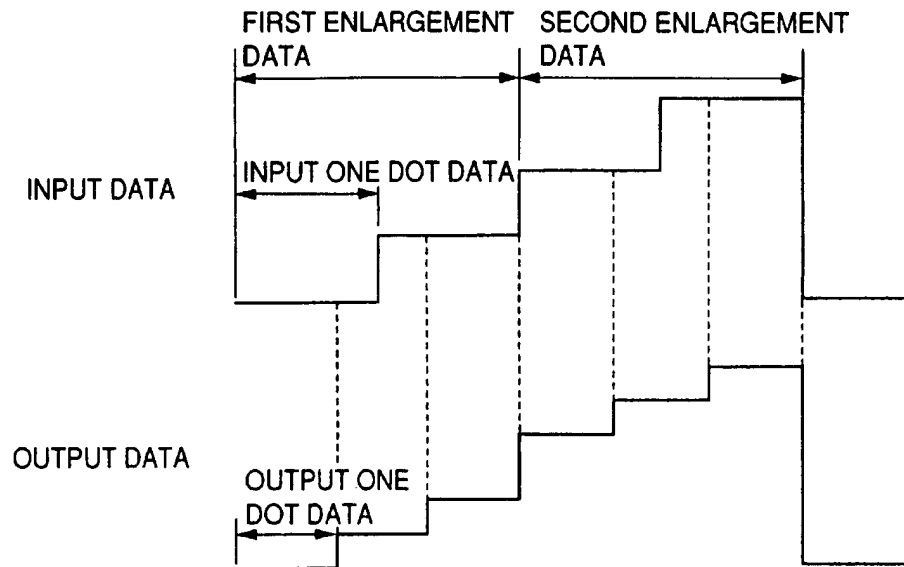 FIRST ENLARGEMENT
DATA
SECOND ENLARGEMENT
DATA
INPUT DATA
INPUT ONE DOT DATA
OUTPUT DATA
OUTPUT ONE
DOT DATA